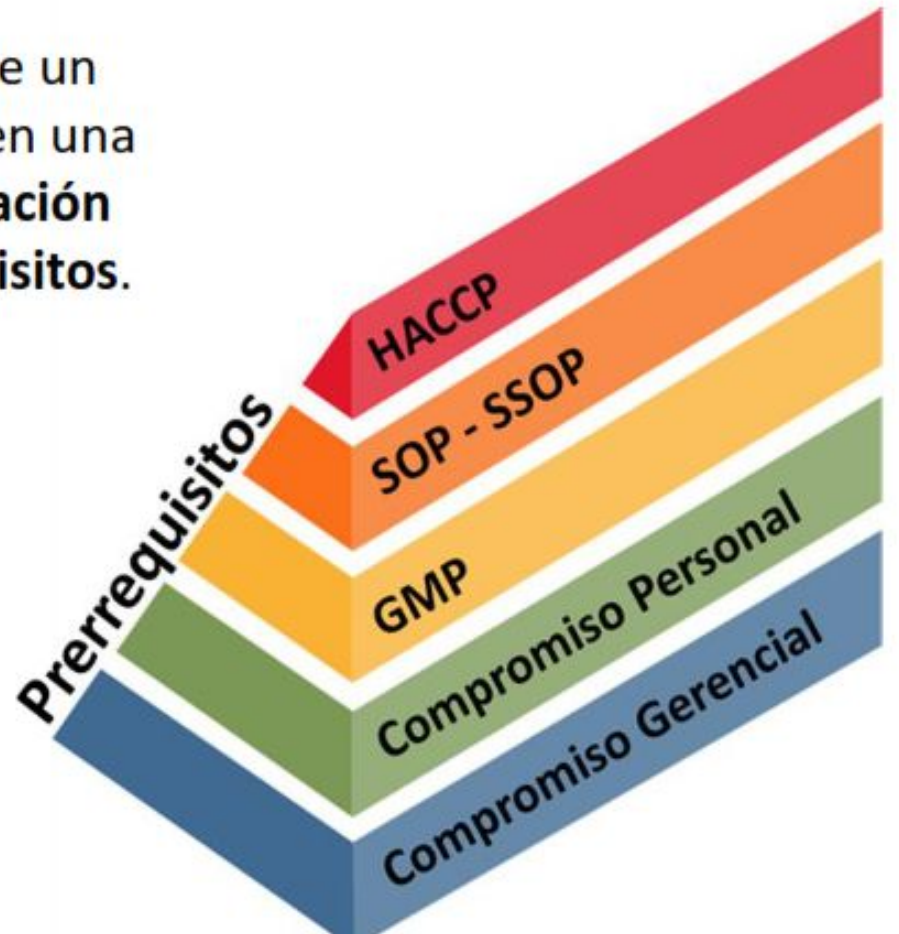 e un
en una
ación
isitos.
Prerrequisitos
HACCP
SOP - SSOP
GMP
Compromiso Personal
Compromiso Gerencial